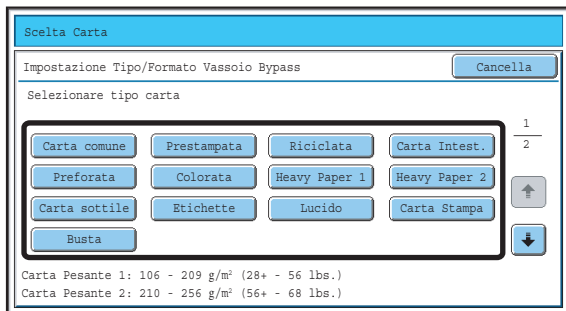 Scelta Carta
Impostazione Tipo/Formato Vassoio Bypass Cancella
Selezionare tipo carta
Carta comune Prestampata Riciclata Carta Intest. 1
Preforata Colorata Heavy Paper 1 Heavy Paper 2 2
Carta sottile Etichette Lucido Carta Stampa
Busta
Carta Pesante 1: 106 - 209 g/m² (28+ - 56 lbs.)
Carta Pesante 2: 210 - 256 g/m² (56+ - 68 lbs.)